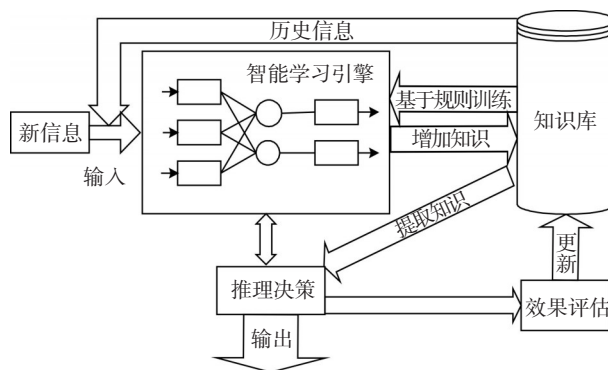 历史信息
智能学习引擎
基于规则训练
知识库
新信息
增加知识
输入
提取知识
更新
推理决策
效果评估
输出